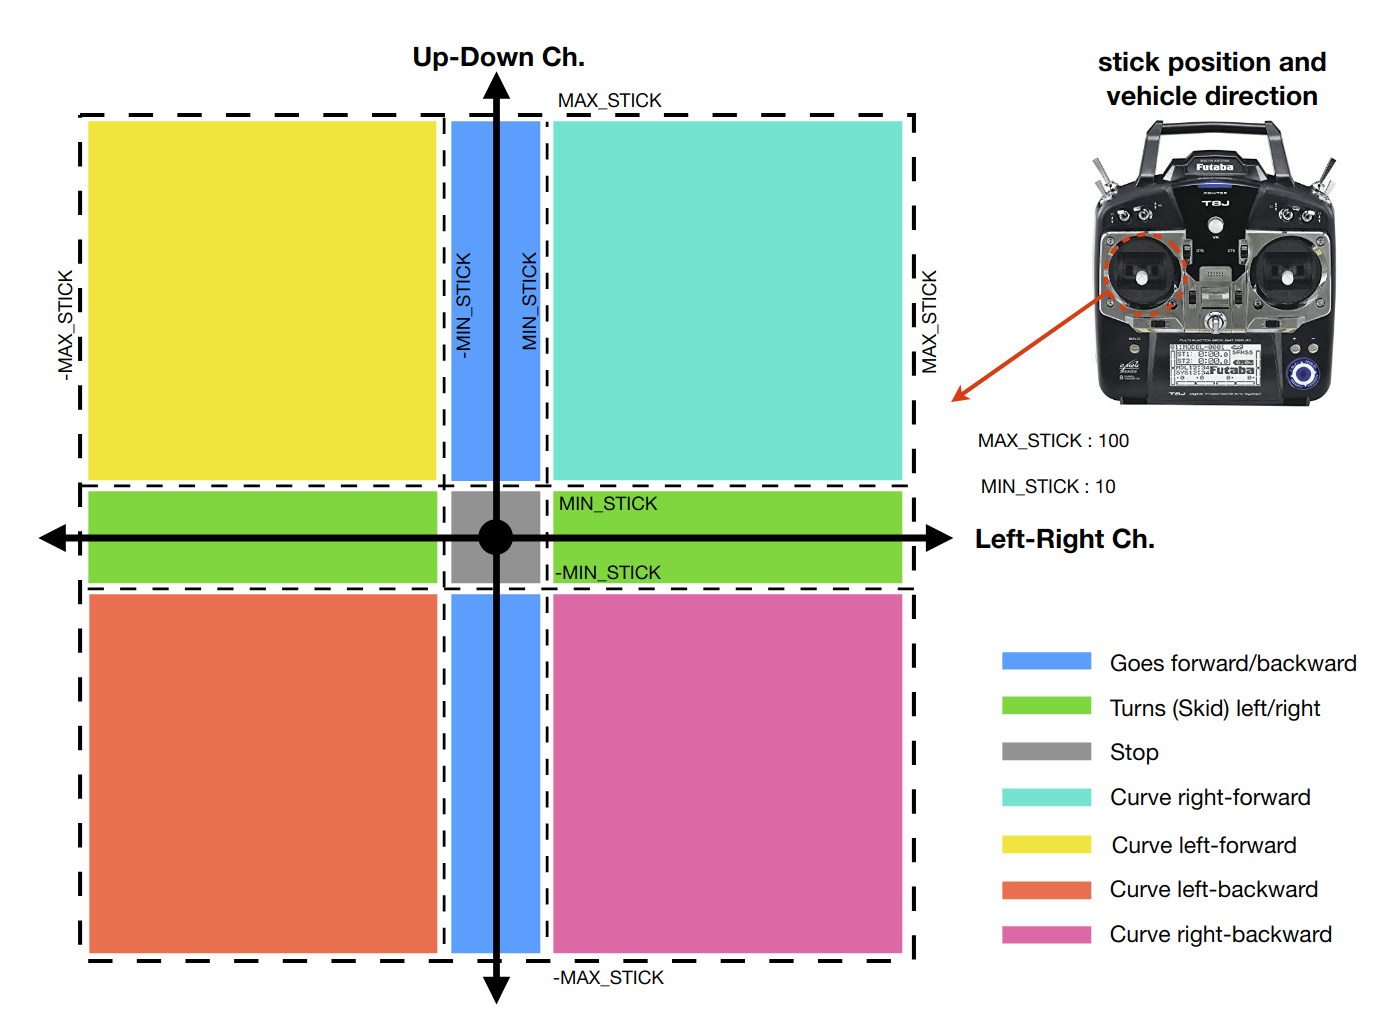 Up-Down Ch.
stick position and
vehicle direction
MAX_STICK
Futaba
T8J
-MAX_STICK
-MIN_STICK
MIN_STICK
MAX_STICK
Futaba
MAX_STICK : 100
MIN_STICK : 10
MIN_STICK
Left-Right Ch.
-MIN_STICK
Goes forward/backward
Turns (Skid) left/right
Stop
Curve right-forward
Curve left-forward
Curve left-backward
Curve right-backward
-MAX_STICK